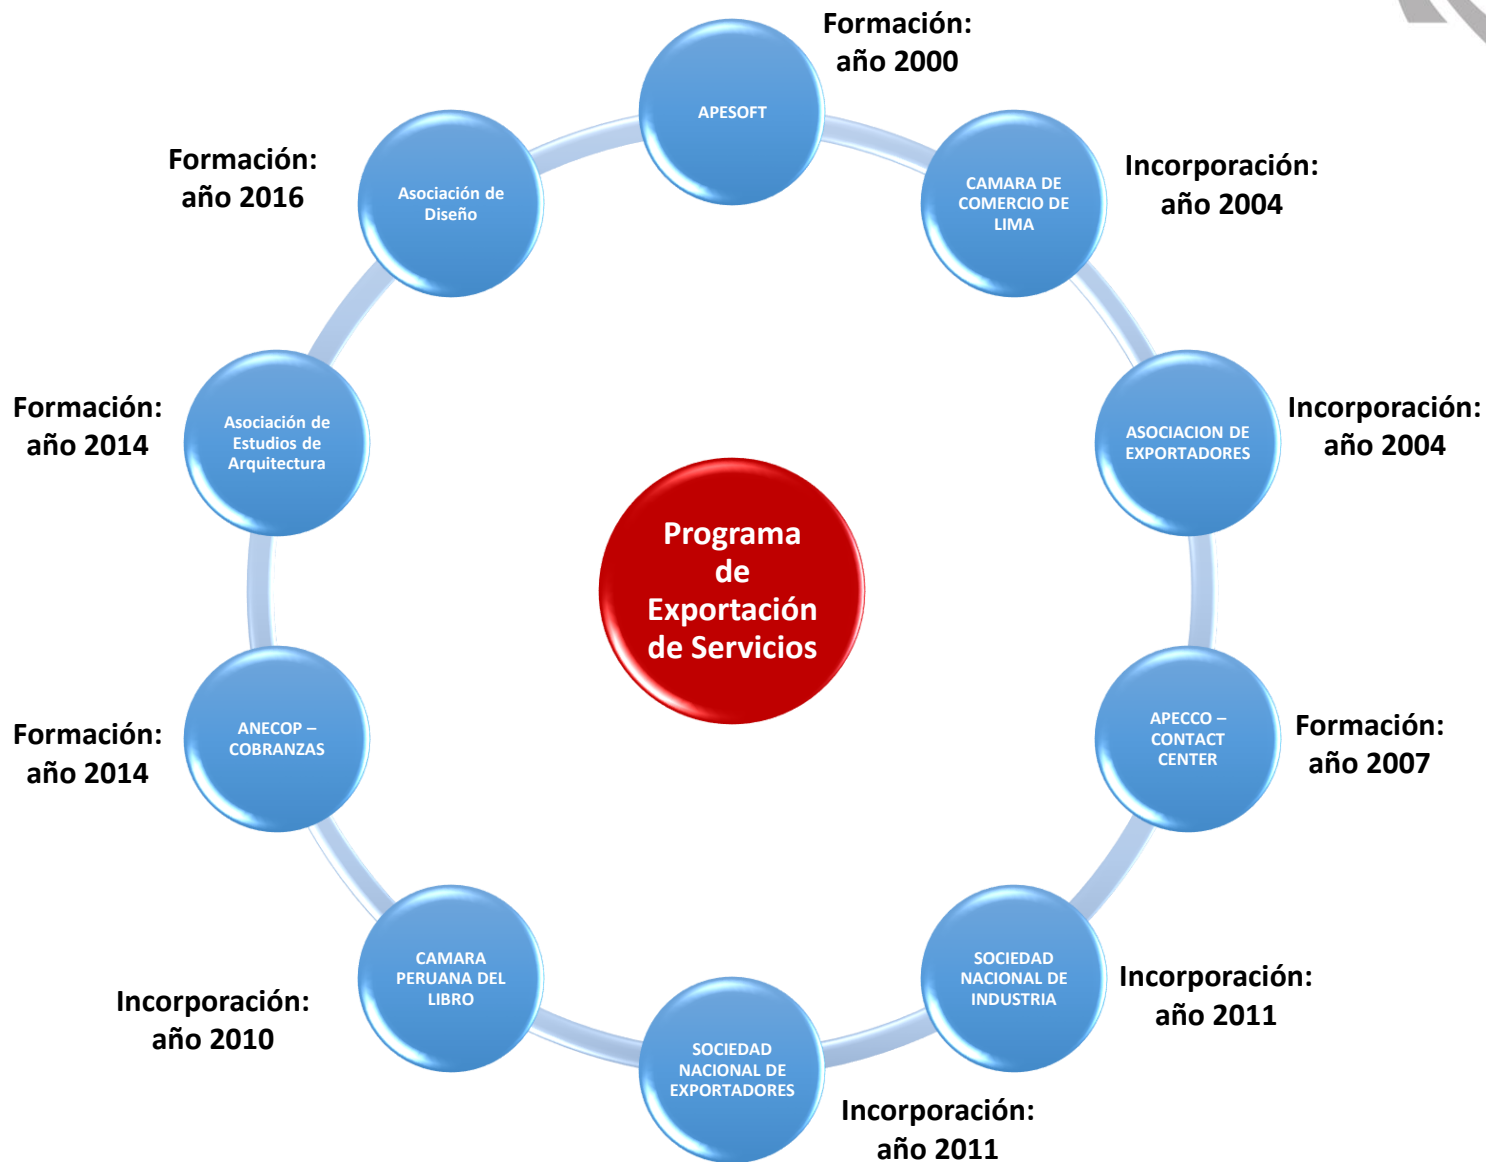 Formación:
año 2000
APESOFT
Incorporación:
año 2004
CAMARA DE
COMERCIO DE
LIMA
Incorporación:
año 2004
ASOCIACION DE
EXPORTADORES
Formación:
año 2007
APECCO –
CONTACT
CENTER
Incorporación:
año 2011
SOCIEDAD
NACIONAL DE
INDUSTRIA
Incorporación:
año 2011
SOCIEDAD
NACIONAL DE
EXPORTADORES
Incorporación:
año 2010
CAMARA
PERUANA DEL
LIBRO
Formación:
año 2014
ANECOP –
COBRANZAS
Formación:
año 2014
Asociación de
Estudios de
Arquitectura
Formación:
año 2016
Asociación de
Diseño
Programa
de
Exportación
de Servicios